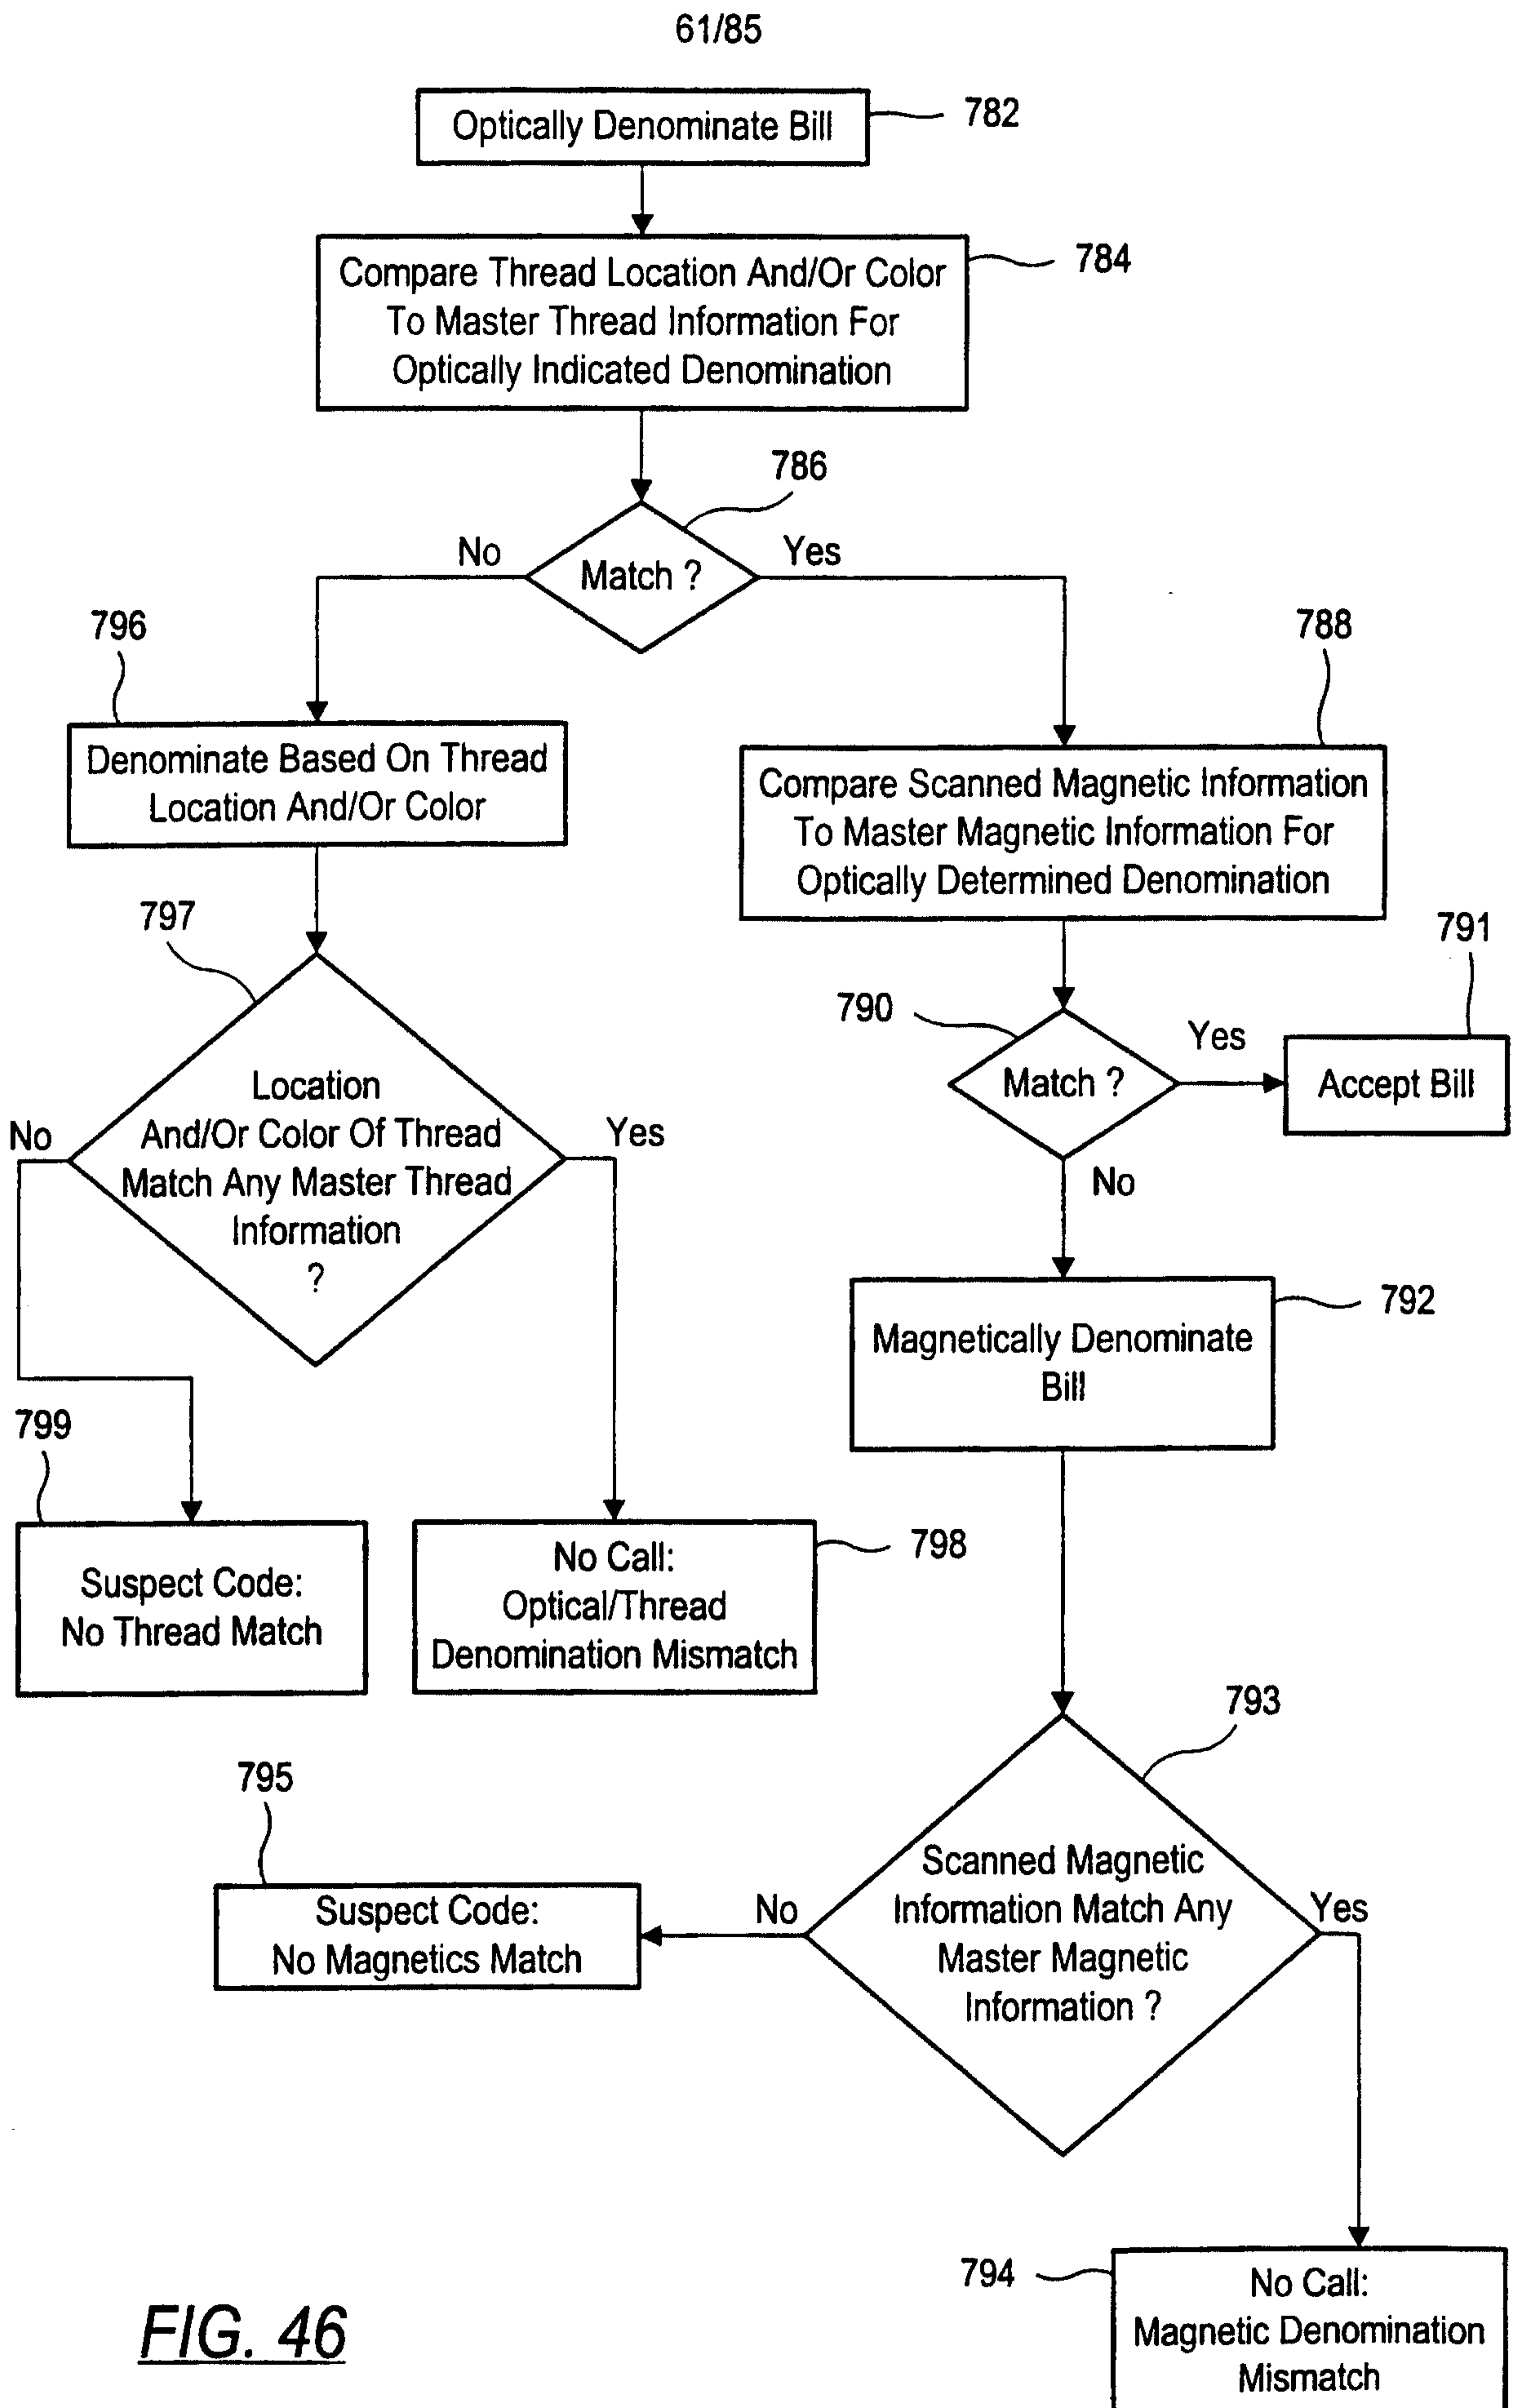 61/85
Optically Denominate Bill
782
Compare Thread Location And/Or Color
To Master Thread Information For
Optically Indicated Denomination
784
786
Match ?
No
Yes
796
Denominate Based On Thread
Location And/Or Color
788
Compare Scanned Magnetic Information
To Master Magnetic Information For
Optically Determined Denomination
797
Location
And/Or Color Of Thread
Match Any Master Thread
Information
?
No
Yes
790
Match ?
Yes
791
Accept Bill
No
792
Magnetically Denominate
Bill
799
Suspect Code:
No Thread Match
No Call:
Optical/Thread
Denomination Mismatch
798
793
Scanned Magnetic
Information Match Any
Master Magnetic
Information ?
No
Yes
795
Suspect Code:
No Magnetics Match
794
No Call:
Magnetic Denomination
Mismatch
FIG. 46